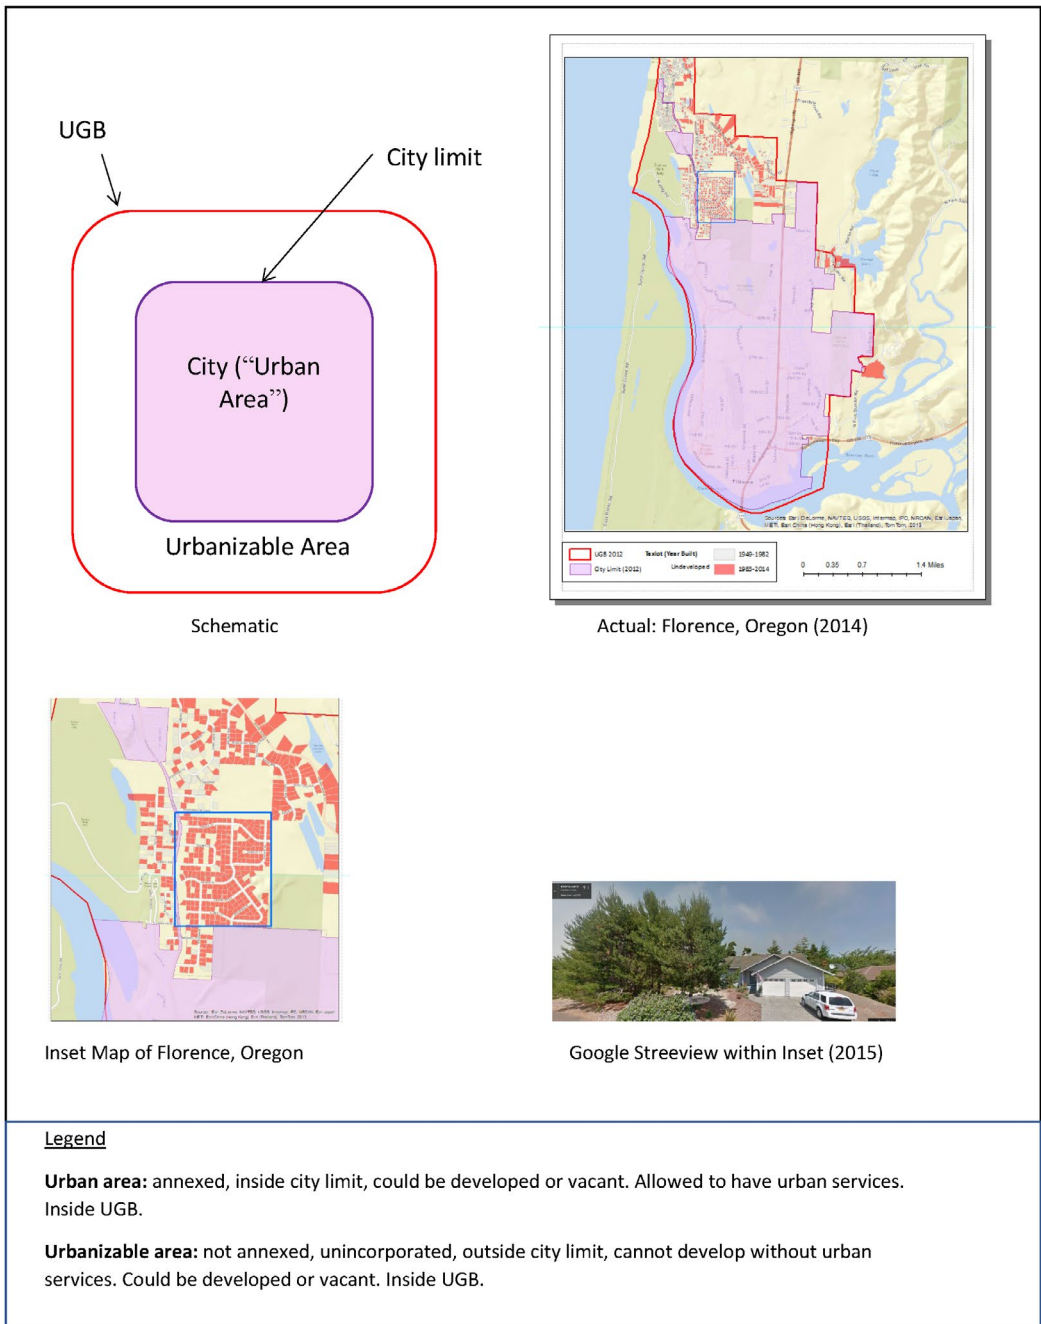 UGB
City limit
City (“Urban
Area”)
Urbanizable Area
Schematic
UGB 2012
City Limit (2012)
Taxlot (Year Built)
Undeveloped
1949-1982
1983-2014
0 0.35 0.7 1.4 Miles
Actual: Florence, Oregon (2014)
Inset Map of Florence, Oregon
Google Streeview within Inset (2015)
Legend
Urban area: annexed, inside city limit, could be developed or vacant. Allowed to have urban services.
Inside UGB.
Urbanizable area: not annexed, unincorporated, outside city limit, cannot develop without urban
services. Could be developed or vacant. Inside UGB.